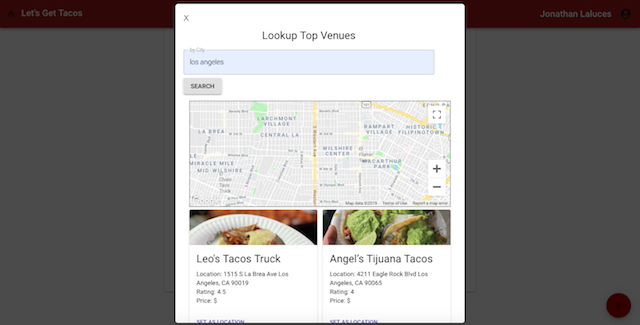 Let's Get Tacos
Jonathan Laluces
X
Lookup Top Venues
By City
los angeles
SEARCH
LARCHMONT
VILLAGE
CENTRAL LA
LA BREA
RAMPART VILLAGE
HISTORIC
FILIPINOTOWN
WILSHIRE
CENTER
MACARTHUR
PARK
MIRACLE MILE
MID WILSHIRE
El Flamin
Taco
Map data ©2019
Terms of Use
Report a map error
Leo's Tacos Truck
Location: 1515 S La Brea Ave Los
Angeles, CA 90019
Rating: 4.5
Price: $
SET AS LOCATION
Angel's Tijuana Tacos
Location: 4211 Eagle Rock Blvd Los
Angeles, CA 90065
Rating: 4
Price: $
SET AS LOCATION